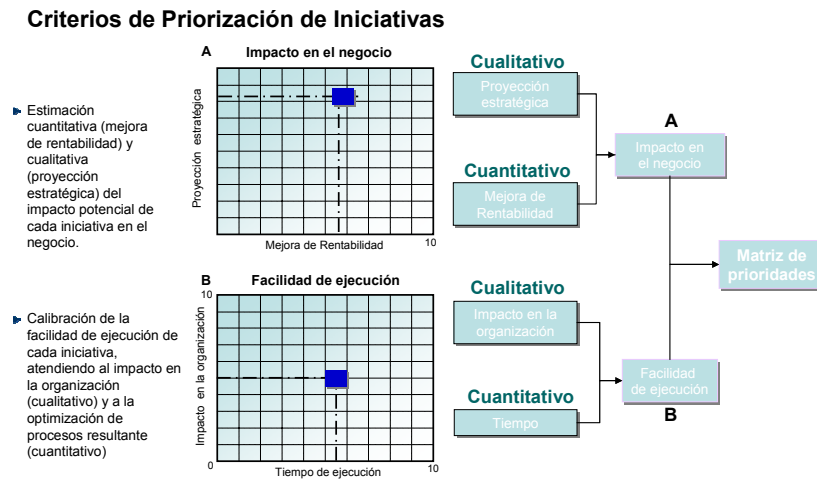 Criterios de Priorización de Iniciativas
A
Impacto en el negocio
Proyección estratégica
Mejora de Rentabilidad
10
Estimación
cuantitativa (mejora
de rentabilidad) y
cualitativa
(proyección
estratégica) del
impacto potencial de
cada iniciativa en el
negocio.
Cualitativo
Proyección
estratégica
Cuantitativo
Mejora de
Rentabilidad
A
Impacto en
el negocio
Matriz de
prioridades
B
Facilidad de ejecución
10
Impacto en la organización
0
Tiempo de ejecución
10
Calibración de la
facilidad de ejecución de
cada iniciativa,
atendiendo al impacto en
la organización
(cualitativo) y a la
optimización de
procesos resultante
(cuantitativo)
Cualitativo
Impacto en la
organización
Cuantitativo
Tiempo
Facilidad
de ejecución
B